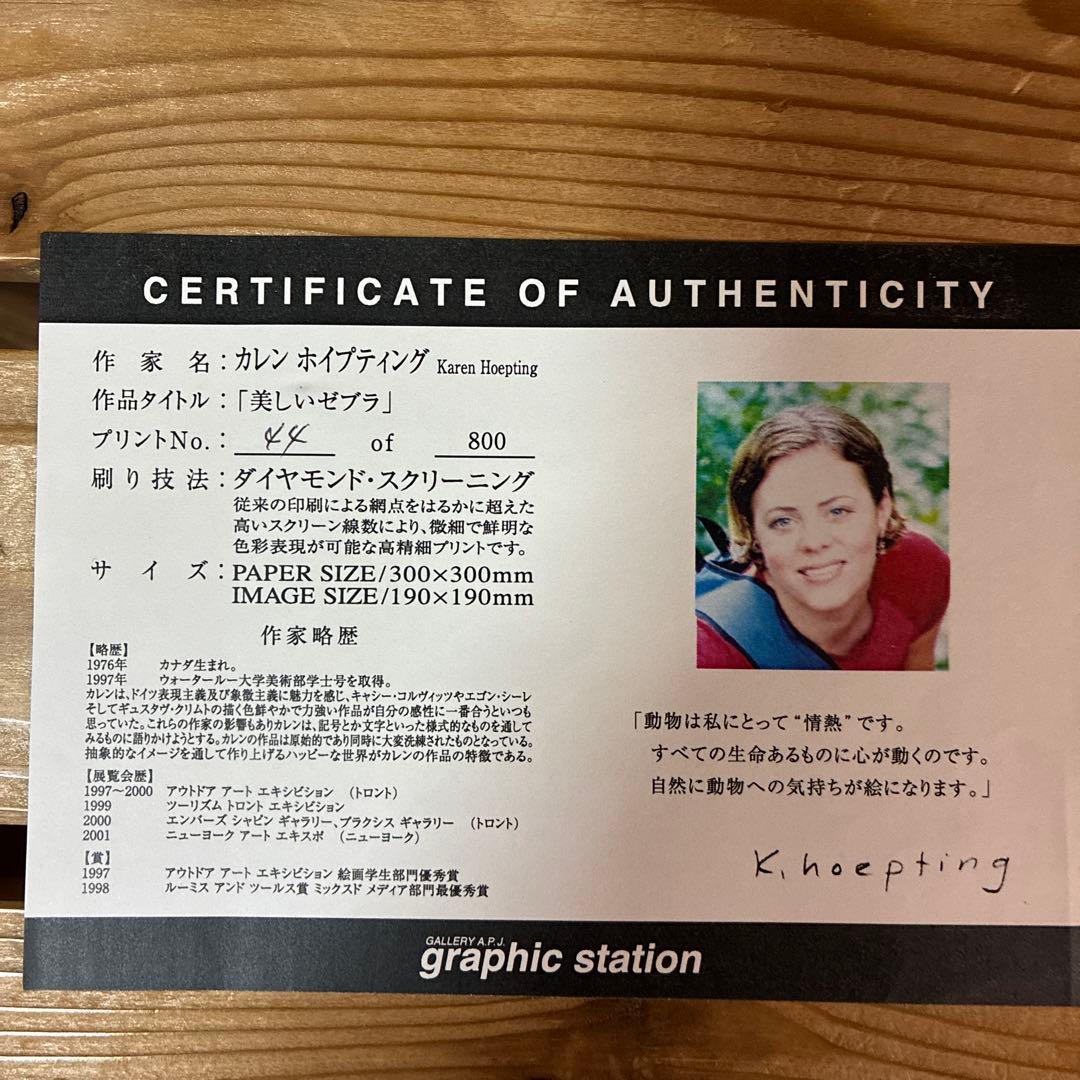 CERTIFICATE OF AUTHENTICITY
作家名：カレン ホイプティング Karen Hoepting
作品タイトル：「美しいゼブラ」
プリントNo.： 44 of 800
刷り技法：ダイヤモンド・スクリーニング
従来の印刷による網点をはるかに超えた
高いスクリーン線数により、微細で鮮明な
色彩表現が可能な高精細プリントです。
サイズ：PAPER SIZE/300×300mm
IMAGE SIZE/190×190mm
作家略歴
【略歴】
1976年 カナダ生まれ。
1997年 ウォータールー大学美術部学士号を取得。
カレンは、ドイツ表現主義及び象徴主義に魅力を感じ、キャシー・コルヴィッツやエゴン・シーレ
そしてギュスタヴ・クリムトの描く色鮮やかで力強い作品が自分の感性に一番合うといつも
思っていた。これらの作家の影響もありカレンは、記号とか文字といった様式的なものを通して
みるものに語りかけようとする。カレンの作品は原始的であり同時に大変洗練されたものとなっている。
抽象的なイメージを通して作り上げるハッピーな世界がカレンの作品の特徴である。
【展覧会歴】
1997〜2000 アウトドア アート エキシビション （トロント）
1999 ツーリズム トロント エキシビション
2000 エンバーズ シャピン ギャラリー、プラクシス ギャラリー （トロント）
2001 ニューヨーク アート エキスポ （ニューヨーク）
【賞】
1997 アウトドア アート エキシビション 絵画学生部門優秀賞
1998 ルーミス アンド ツールス賞 ミックスド メディア部門最優秀賞
「動物は私にとって“情熱”です。
すべての生命あるものに心が動くのです。
自然に動物への気持ちが絵になります。」
K. hoepting
GALLERY A.P.J.
graphic station